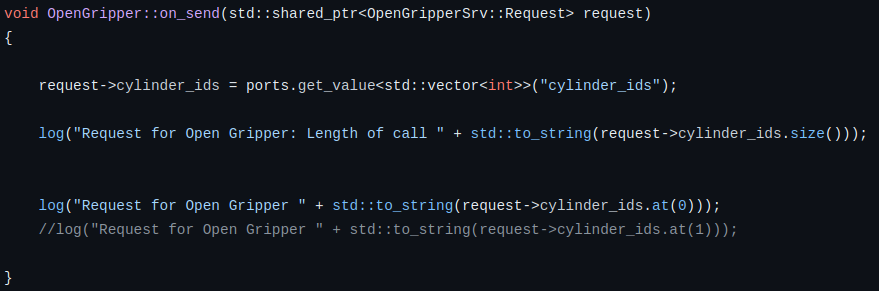 void OpenGripper::on_send(std::shared_ptr<OpenGripperSrv::Request> request)
{
request->cylinder_ids = ports.get_value<std::vector<int>>("cylinder_ids");
log("Request for Open Gripper: Length of call " + std::to_string(request->cylinder_ids.size()));
log("Request for Open Gripper " + std::to_string(request->cylinder_ids.at(0)));
//log("Request for Open Gripper " + std::to_string(request->cylinder_ids.at(1)));
}